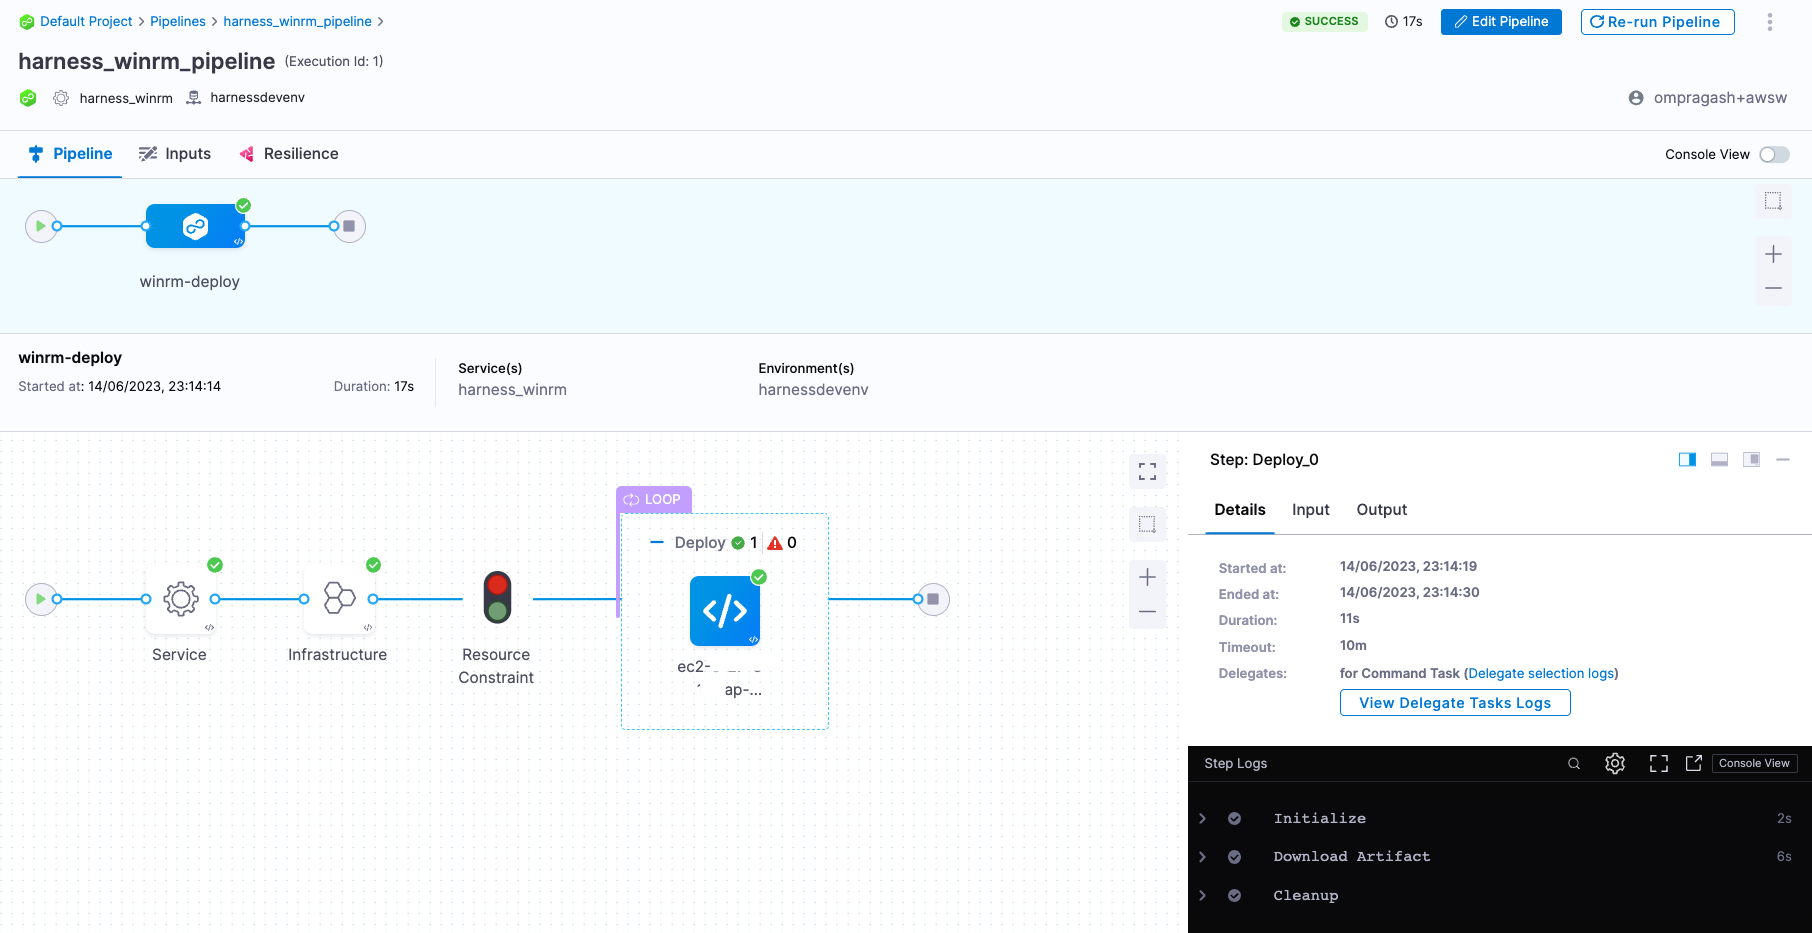 Default Project > Pipelines > harness_winrm_pipeline >
SUCCESS 17s Edit Pipeline Re-run Pipeline
harness_winrm_pipeline (Execution Id: 1)
harness_winrm harnessdevenv
ompragash+awsw
Pipeline Inputs Resilience
Console View
winrm-deploy
winrm-deploy
Started at: 14/06/2023, 23:14:14 Duration: 17s
Service(s)
harness_winrm
Environment(s)
harnessdevenv
LOOP
Deploy 1 0
Service
Infrastructure
Resource
Constraint
ec2-
ap-...
Step: Deploy_0
Details Input Output
Started at: 14/06/2023, 23:14:19
Ended at: 14/06/2023, 23:14:30
Duration: 11s
Timeout: 10m
Delegates: for Command Task (Delegate selection logs)
View Delegate Tasks Logs
Step Logs
Console View
Initialize 2s
Download Artifact 6s
Cleanup